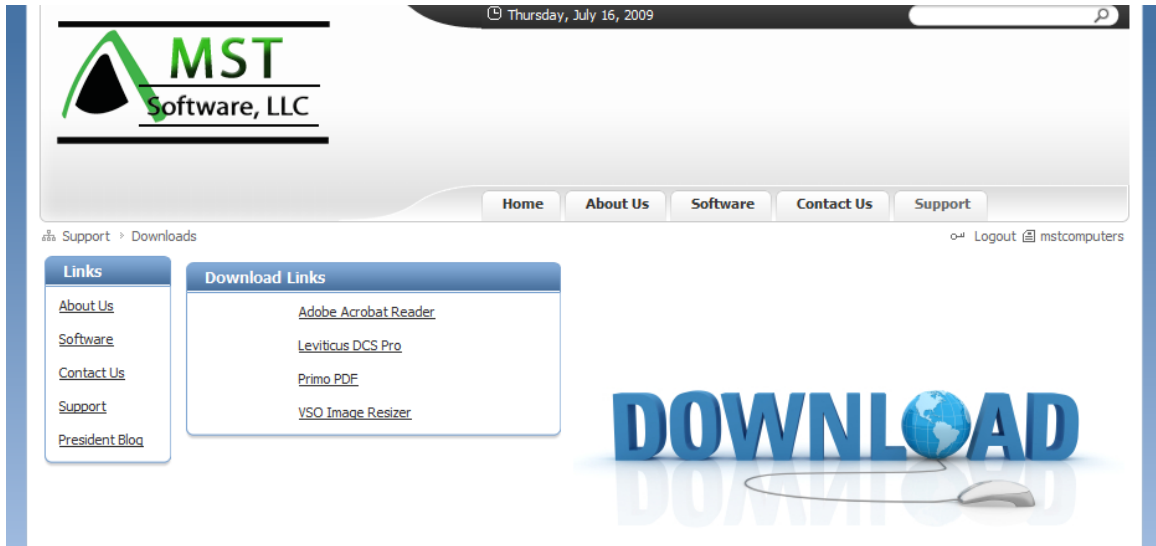 Thursday, July 16, 2009
MST
Software, LLC
Home About Us Software Contact Us Support
Support Downloads
Logout mstcomputers
Links
About Us
Software
Contact Us
Support
President Blog
Download Links
Adobe Acrobat Reader
Leviticus DCS Pro
Primo PDF
VSO Image Resizer
DOWNLOAD